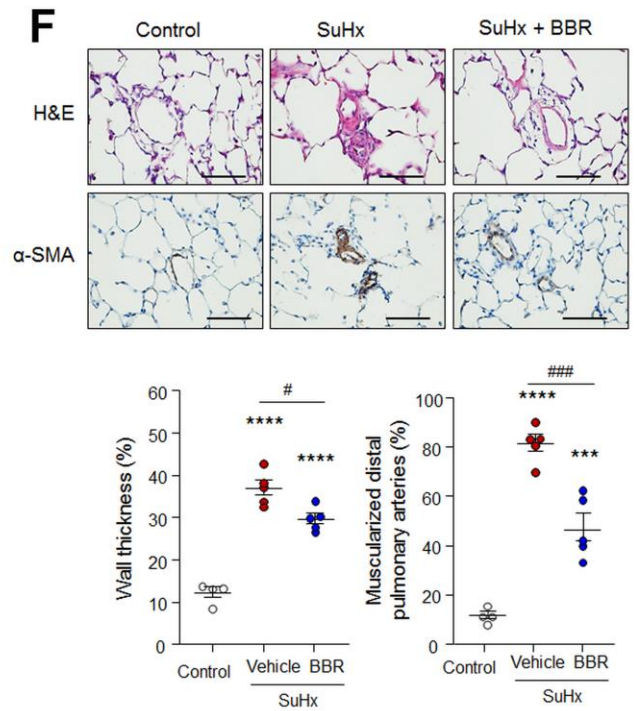 F
Control SuHx SuHx + BBR
H&E
α-SMA
Wall thickness (%)
60
50
40
30
20
10
0
#
****
****
Control Vehicle BBR
SuHx
Muscularized distal
pulmonary arteries (%)
100
80
60
40
20
0
###
****
***
Control Vehicle BBR
SuHx